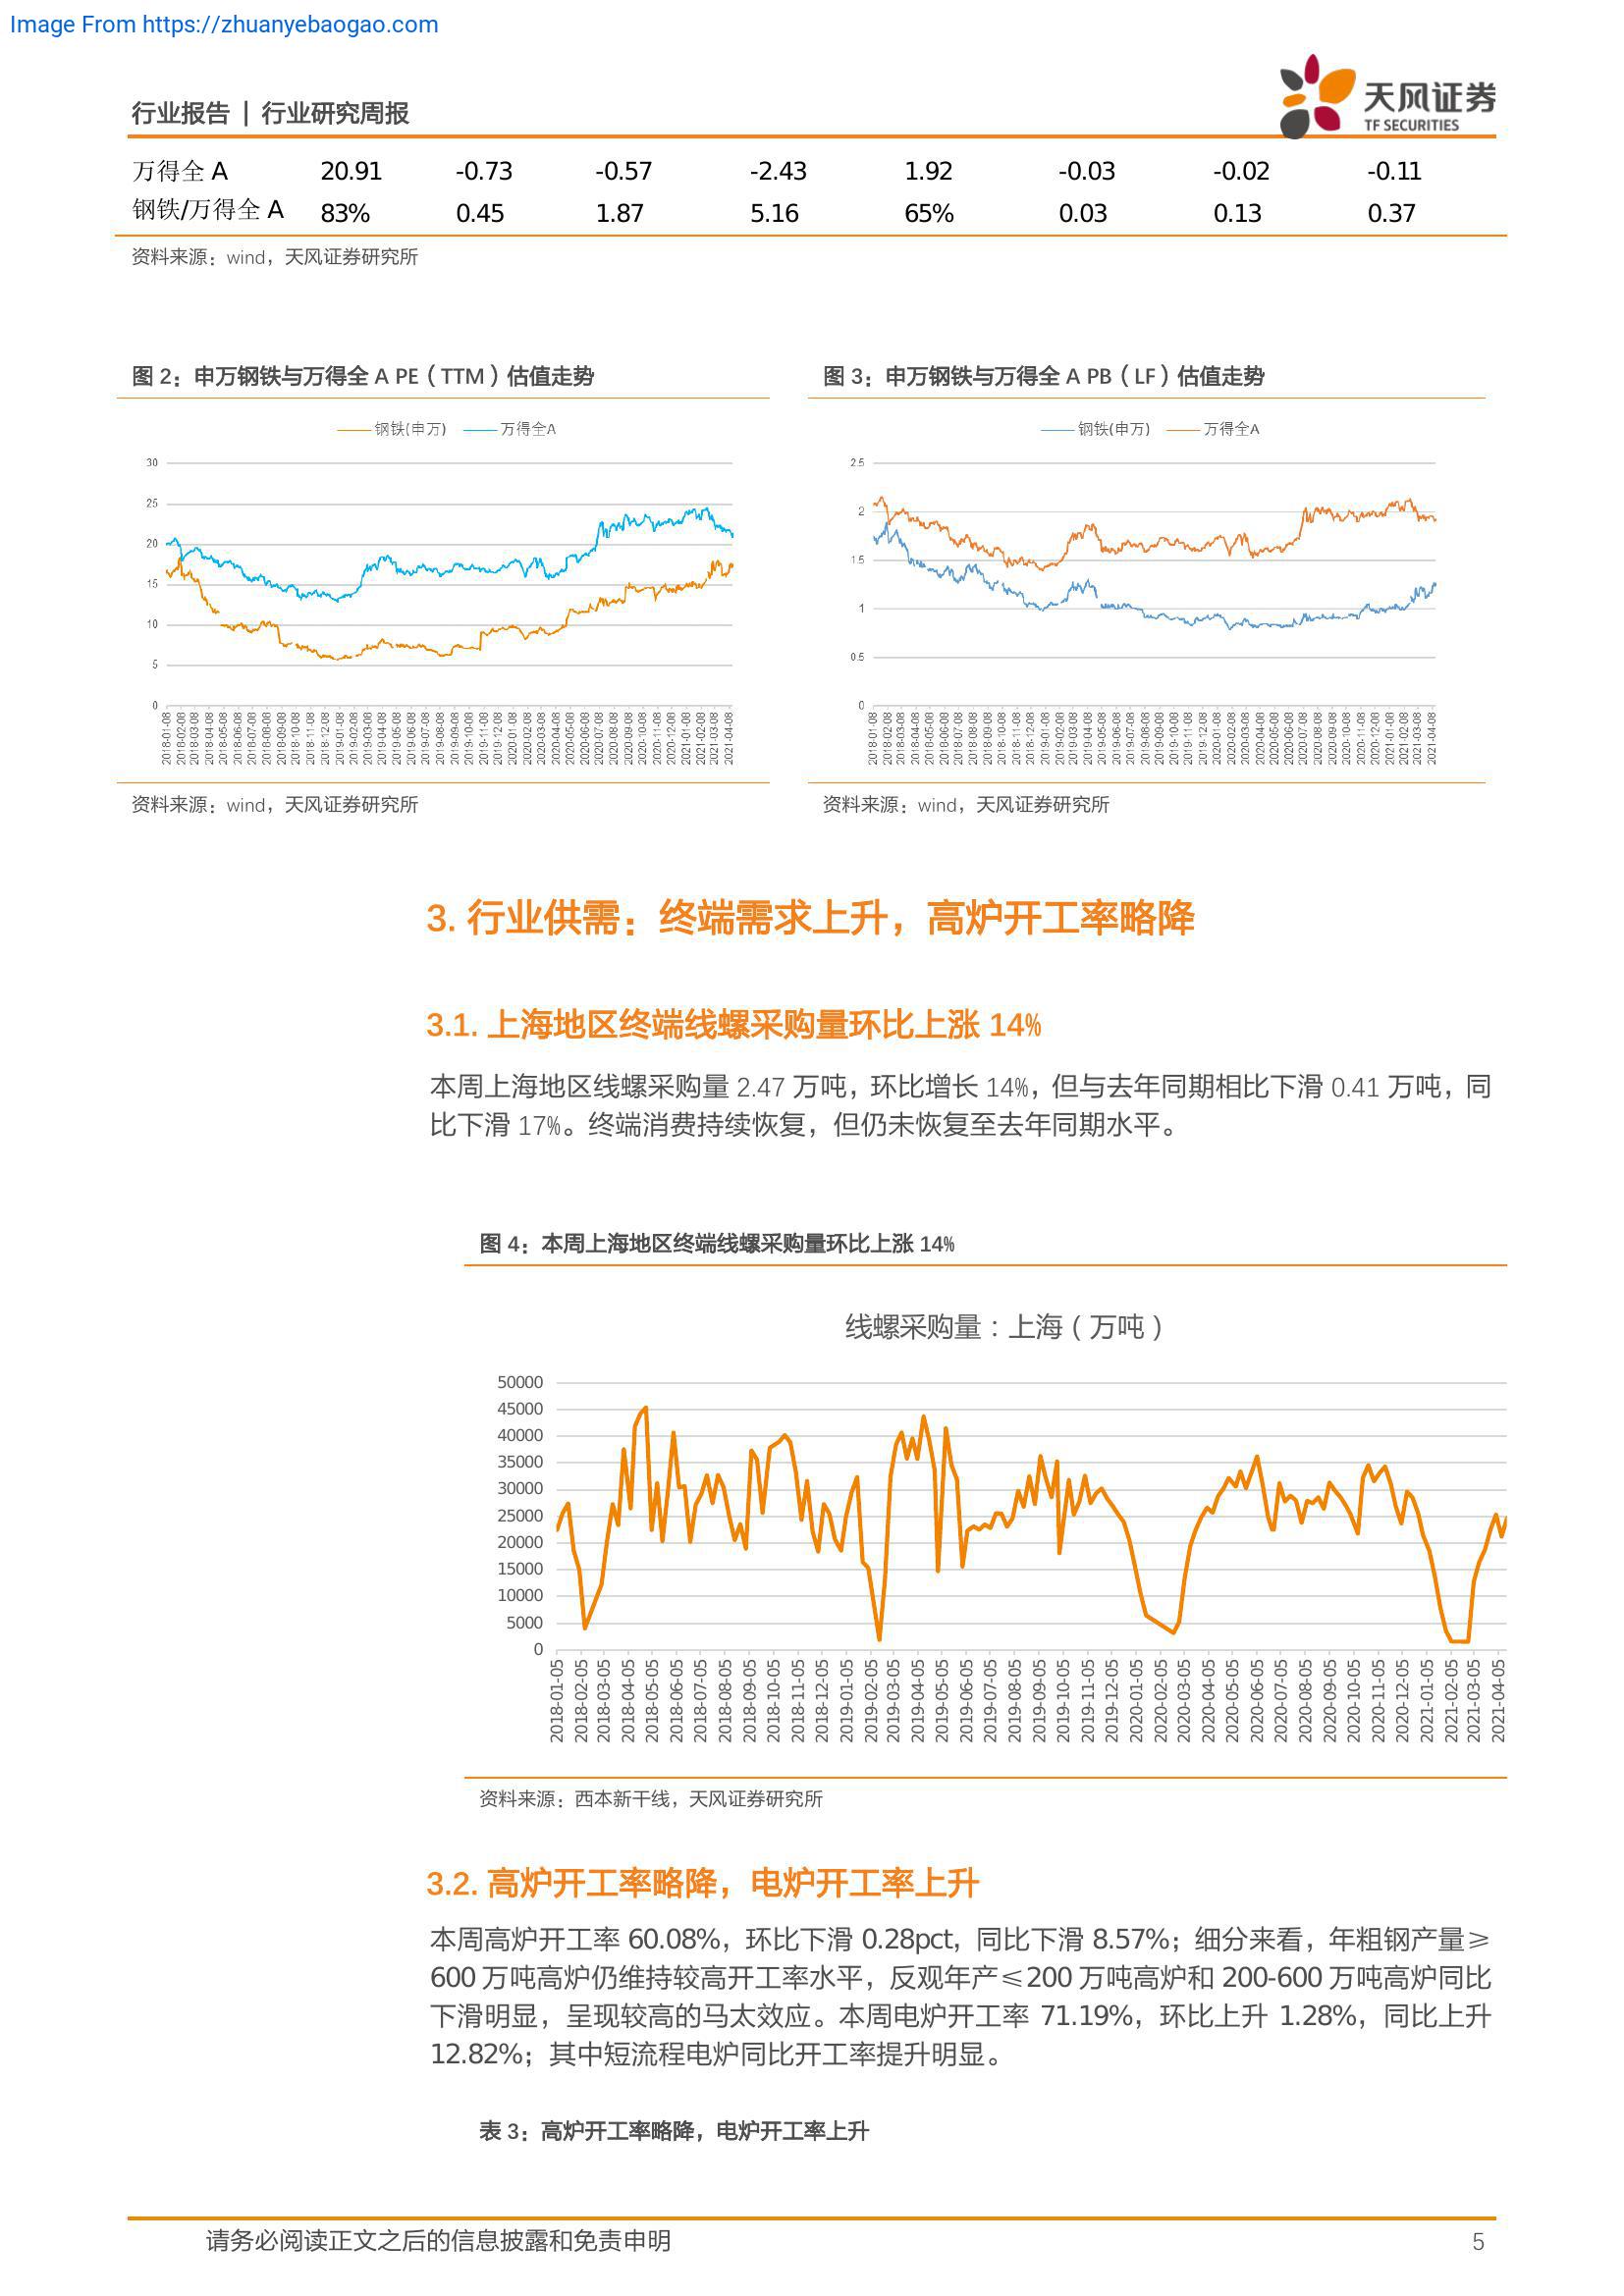 Image From https://zhuanyebaogao.com
行业报告 | 行业研究周报
天风证券
TF SECURITIES
万得全 A 20.91 -0.73 -0.57 -2.43 1.92 -0.03 -0.02 -0.11
钢铁/万得全 A 83% 0.45 1.87 5.16 65% 0.03 0.13 0.37
资料来源：wind，天风证券研究所
图 2：申万钢铁与万得全 A PE（TTM）估值走势
钢铁(申万) 万得全A
30
25
20
15
10
5
0
2018-01-08 2018-02-08 2018-03-08 2018-04-08 2018-05-08 2018-06-08 2018-07-08 2018-08-08 2018-09-08 2018-10-08 2018-11-08 2018-12-08 2019-01-08 2019-02-08 2019-03-08 2019-04-08 2019-05-08 2019-06-08 2019-07-08 2019-08-08 2019-09-08 2019-10-08 2019-11-08 2019-12-08 2020-01-08 2020-02-08 2020-03-08 2020-04-08 2020-05-08 2020-06-08 2020-07-08 2020-08-08 2020-09-08 2020-10-08 2020-11-08 2020-12-08 2021-01-08 2021-02-08 2021-03-08 2021-04-08
资料来源：wind，天风证券研究所
图 3：申万钢铁与万得全 A PB（LF）估值走势
钢铁(申万) 万得全A
2.5
2
1.5
1
0.5
0
2018-01-08 2018-02-08 2018-03-08 2018-04-08 2018-05-08 2018-06-08 2018-07-08 2018-08-08 2018-09-08 2018-10-08 2018-11-08 2018-12-08 2019-01-08 2019-02-08 2019-03-08 2019-04-08 2019-05-08 2019-06-08 2019-07-08 2019-08-08 2019-09-08 2019-10-08 2019-11-08 2019-12-08 2020-01-08 2020-02-08 2020-03-08 2020-04-08 2020-05-08 2020-06-08 2020-07-08 2020-08-08 2020-09-08 2020-10-08 2020-11-08 2020-12-08 2021-01-08 2021-02-08 2021-03-08 2021-04-08
资料来源：wind，天风证券研究所
3. 行业供需：终端需求上升，高炉开工率略降
3.1. 上海地区终端线螺采购量环比上涨 14%
本周上海地区线螺采购量 2.47 万吨，环比增长 14%，但与去年同期相比下滑 0.41 万吨，同
比下滑 17%。终端消费持续恢复，但仍未恢复至去年同期水平。
图 4：本周上海地区终端线螺采购量环比上涨 14%
线螺采购量：上海（万吨）
50000
45000
40000
35000
30000
25000
20000
15000
10000
5000
0
2018-01-05 2018-02-05 2018-03-05 2018-04-05 2018-05-05 2018-06-05 2018-07-05 2018-08-05 2018-09-05 2018-10-05 2018-11-05 2018-12-05 2019-01-05 2019-02-05 2019-03-05 2019-04-05 2019-05-05 2019-06-05 2019-07-05 2019-08-05 2019-09-05 2019-10-05 2019-11-05 2019-12-05 2020-01-05 2020-02-05 2020-03-05 2020-04-05 2020-05-05 2020-06-05 2020-07-05 2020-08-05 2020-09-05 2020-10-05 2020-11-05 2020-12-05 2021-01-05 2021-02-05 2021-03-05 2021-04-05
资料来源：西本新干线，天风证券研究所
3.2. 高炉开工率略降，电炉开工率上升
本周高炉开工率 60.08%，环比下滑 0.28pct，同比下滑 8.57%；细分来看，年粗钢产量≥
600 万吨高炉仍维持较高开工率水平，反观年产≤200 万吨高炉和 200-600 万吨高炉同比
下滑明显，呈现较高的马太效应。本周电炉开工率 71.19%，环比上升 1.28%，同比上升
12.82%；其中短流程电炉同比开工率提升明显。
表 3：高炉开工率略降，电炉开工率上升
请务必阅读正文之后的信息披露和免责申明 5